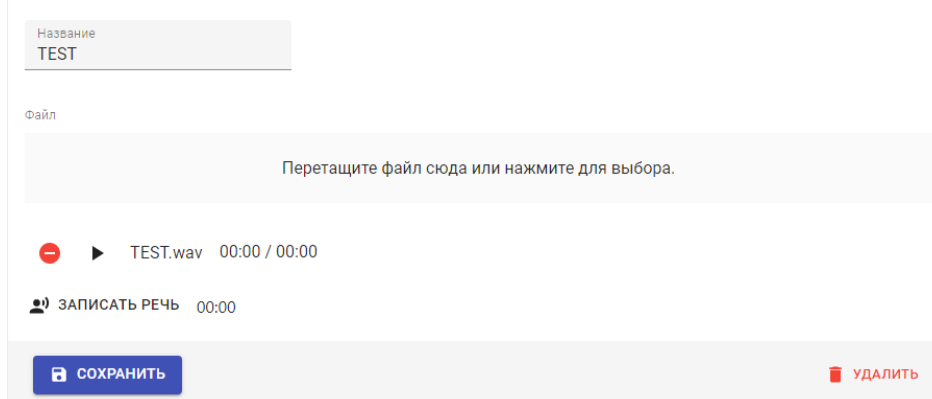 Название
TEST
Файл
Перетащите файл сюда или нажмите для выбора.
TEST.wav 00:00 / 00:00
ЗАПИСАТЬ РЕЧЬ 00:00
СОХРАНИТЬ УДАЛИТЬ